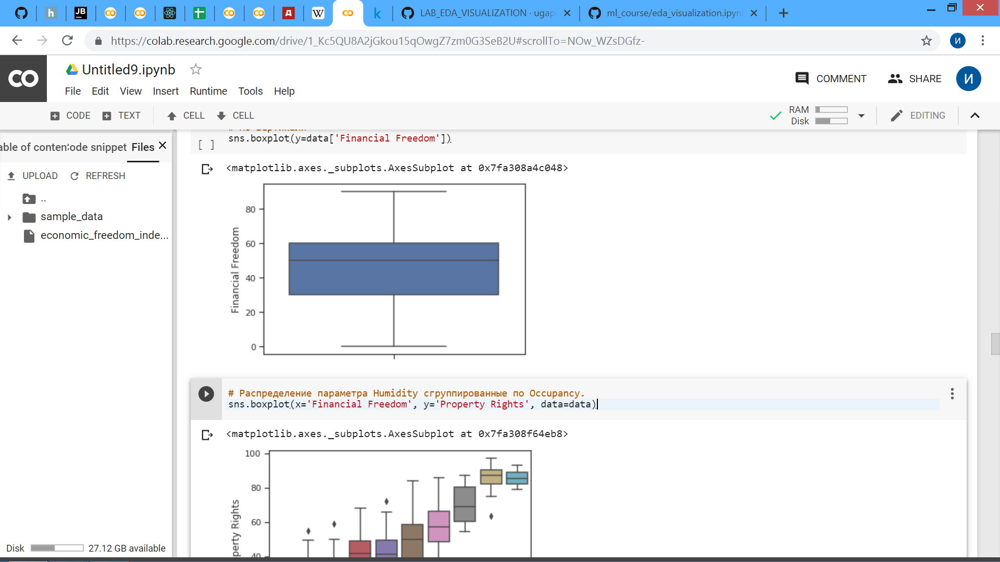 JB
h
W
k
LAB_EDA_VISUALIZATION · ugap
ml_course/eda_visualization.ipyn
https://colab.research.google.com/drive/1_Kc5QU8A2jGkou15qOwgZ7zm0G3SeB2U#scrollTo=NOw_WZsDGfz-
И
CO
Untitled9.ipynb
COMMENT
SHARE
И
File Edit View Insert Runtime Tools Help
CODE TEXT CELL CELL
RAM
Disk
EDITING
able of conten
ode snippet
Files
UPLOAD REFRESH
..
sample_data
economic_freedom_inde...
Disk 27.12 GB available
# По вертикали
[ ] sns.boxplot(y=data['Financial Freedom'])
<matplotlib.axes._subplots.AxesSubplot at 0x7fa308a4c048>
80
60
40
20
0
Financial Freedom
# Распределение параметра Humidity сгруппированные по Occupancy.
sns.boxplot(x='Financial Freedom', y='Property Rights', data=data)
<matplotlib.axes._subplots.AxesSubplot at 0x7fa308f64eb8>
100
80
60
40
perty Rights